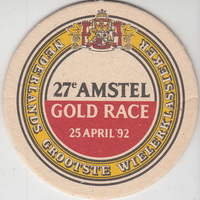 27e AMSTEL
GOLD RACE
25 APRIL '92
NEDERLANDS GROOTSTE WIELERKLASSIEKER